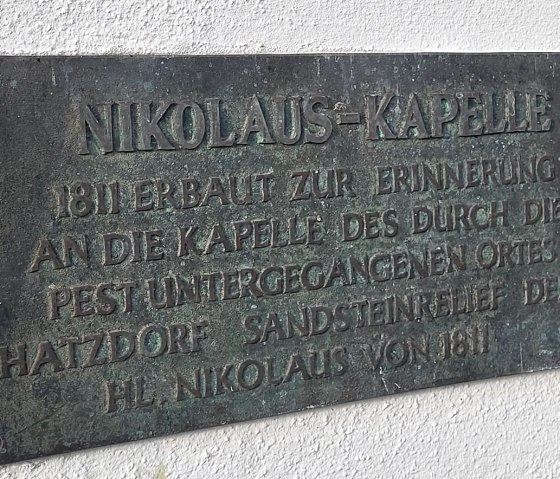 NIKOLAUS-KAPELLE
1811 ERBAUT ZUR ERINNERUNG
AN DIE KAPELLE DES DURCH DIE
PEST UNTERGEGANGENEN ORTES
HATZDORF SANDSTEINRELIEF DE
HL. NIKOLAUS VON 1811